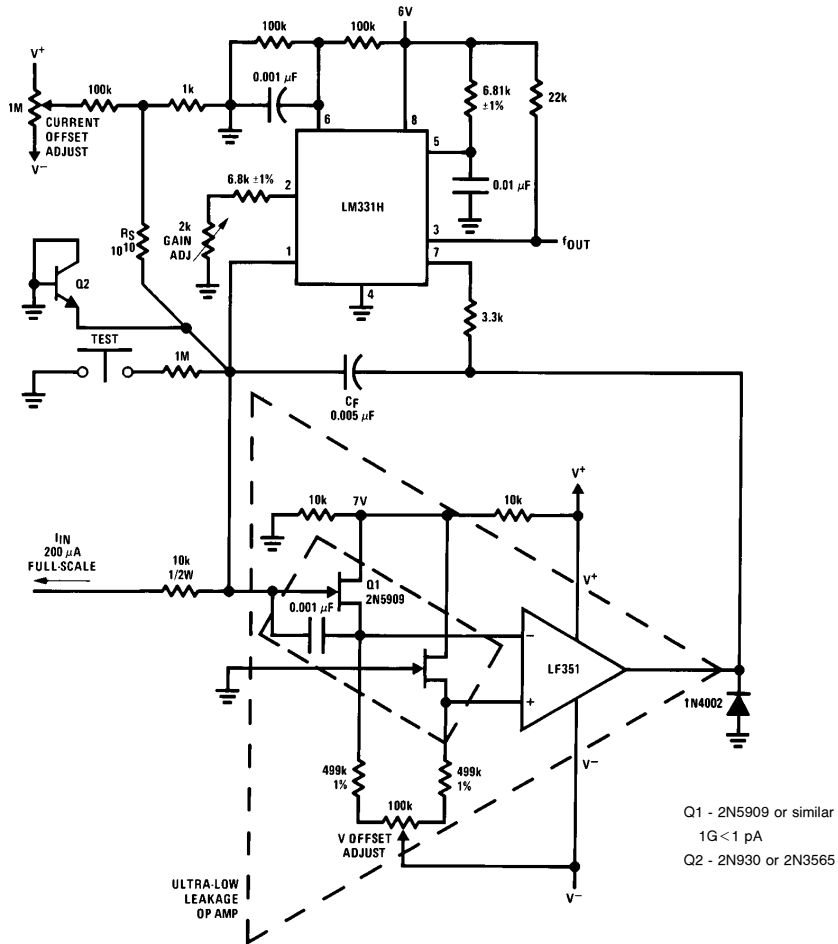 6V
100k
100k
V+
0.001 μF
6.81k
±1%
22k
100k
1k
1M
CURRENT
OFFSET
ADJUST
V−
6
8
5
0.01 μF
6.8k ±1%
2
LM331H
2k
GAIN
ADJ
RS
10^10
3
fOUT
1
7
Q2
4
3.3k
TEST
1M
CF
0.005 μF
V+
10k
7V
10k
IIN
200 μA
FULL-SCALE
10k
1/2W
V+
Q1
2N5909
0.001 μF
−
LF351
+
1N4002
V−
499k
1%
499k
1%
100k
V OFFSET
ADJUST
Q1 - 2N5909 or similar
1G<1 pA
Q2 - 2N930 or 2N3565
ULTRA-LOW
LEAKAGE
OP AMP
V−